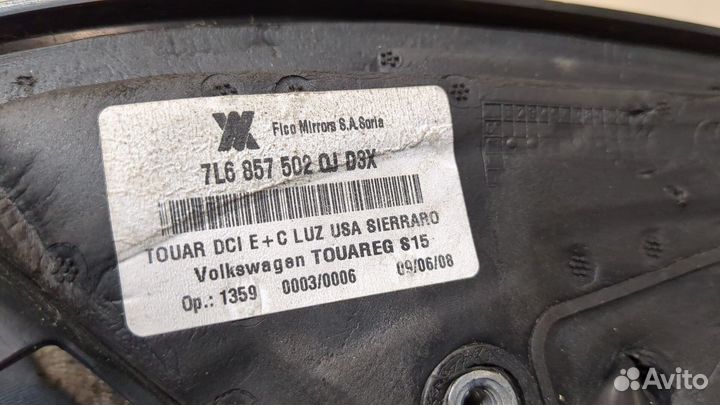 Fico Mirrors S.A.Soria
7L6 857 502 QJ D9X
TOUAR DCI E+C LUZ USA SIERRARO
Volkswagen TOUAREG S15
Op.: 1359 0003/0006 09/06/08
Avito